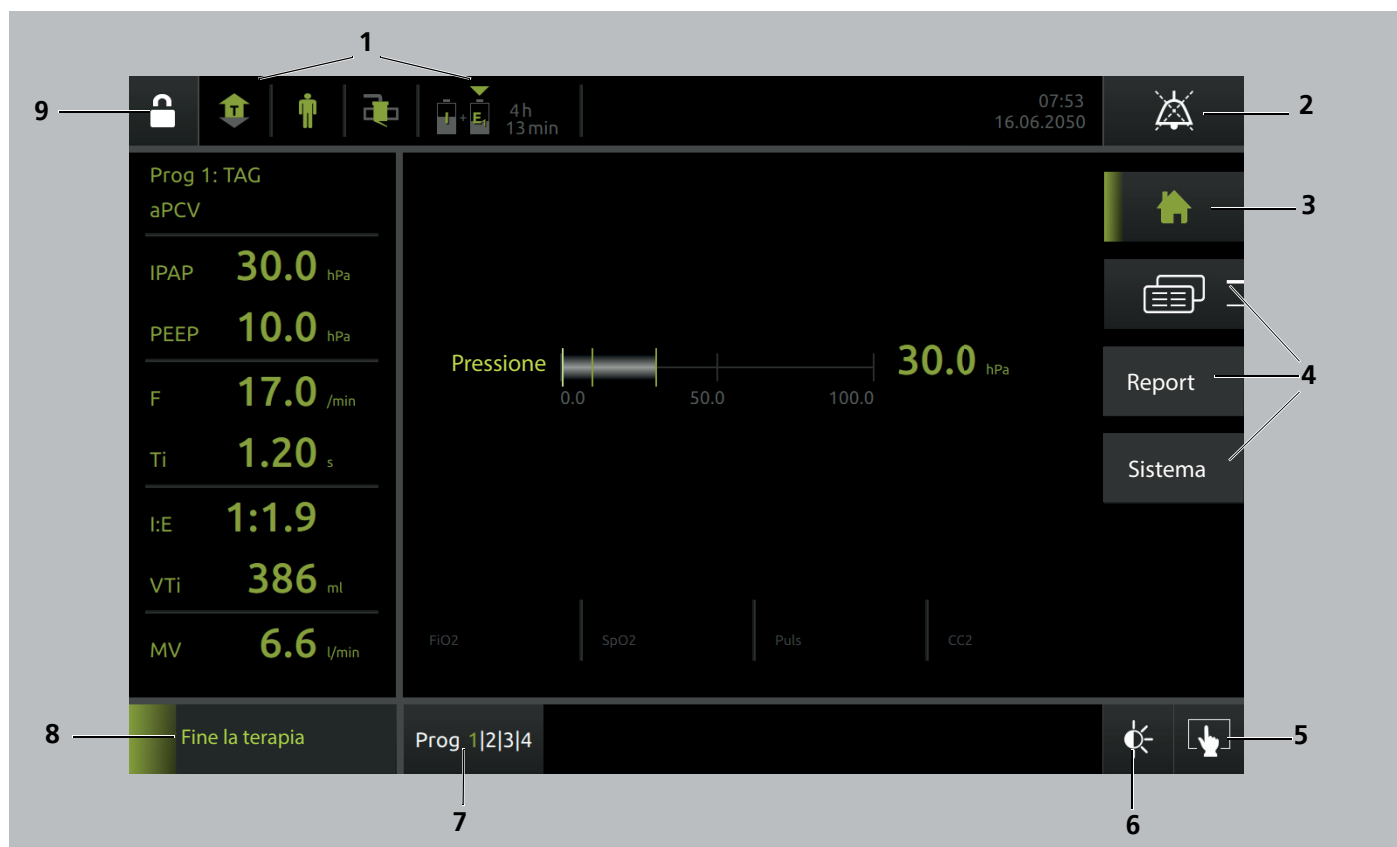 1
9
T
I + E1
4 h
13 min
07:53
16.06.2050
2
Prog 1: TAG
aPCV
3
IPAP 30.0 hPa
PEEP 10.0 hPa
Pressione 30.0 hPa
0.0 50.0 100.0
F 17.0 /min
Report
4
Ti 1.20 s
Sistema
I:E 1:1.9
VTi 386 ml
MV 6.6 l/min
FiO2 SpO2 Puls CC2
8
Fine la terapia
Prog 1|2|3|4
5
7
6